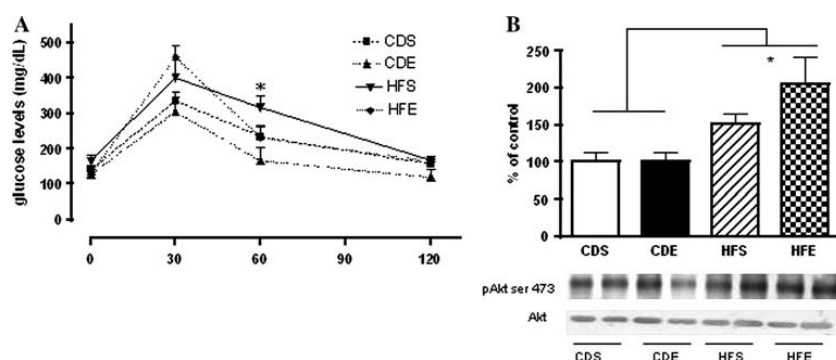 A
glucose levels (mg/dL)
500
400
300
200
100
0
0 30 60 90 120
*
CDS
CDE
HFS
HFE
B
% of control
250
200
150
100
50
0
*
CDS CDE HFS HFE
pAkt ser 473
Akt
CDS CDE HFS HFE